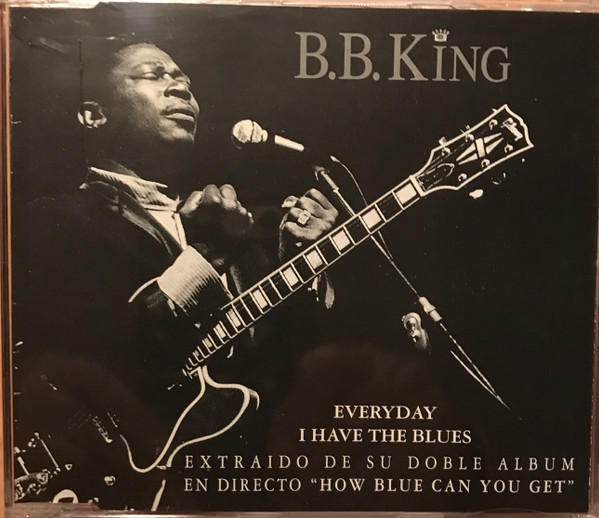 B.B. KING
EVERYDAY
I HAVE THE BLUES
EXTRAIDO DE SU DOBLE ALBUM
EN DIRECTO "HOW BLUE CAN YOU GET"